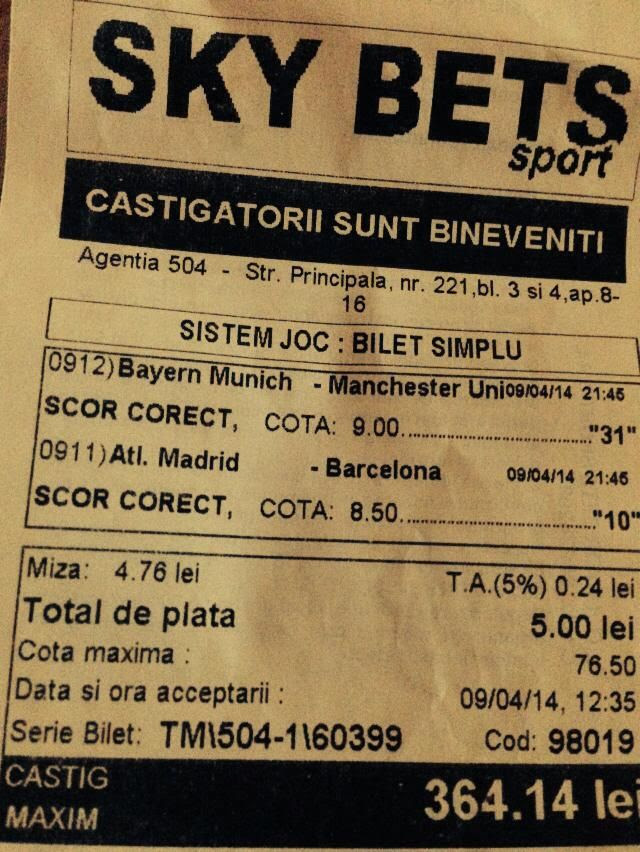 SKY BETS
sport
CASTIGATORII SUNT BINEVENITI
Agentia 504 - Str. Principala, nr. 221,bl. 3 si 4,ap.8-
16
SISTEM JOC : BILET SIMPLU
0912)Bayern Munich - Manchester Uni09/04/14 21:45
SCOR CORECT, COTA: 9.00............................"31"
0911)Atl. Madrid - Barcelona 09/04/14 21:45
SCOR CORECT, COTA: 8.50............................"10"
Miza: 4.76 lei T.A.(5%) 0.24 lei
Total de plata 5.00 lei
Cota maxima : 76.50
Data si ora acceptarii : 09/04/14, 12:35
Serie Bilet: TM\504-1\60399 Cod: 98019
CASTIG
MAXIM 364.14 lei